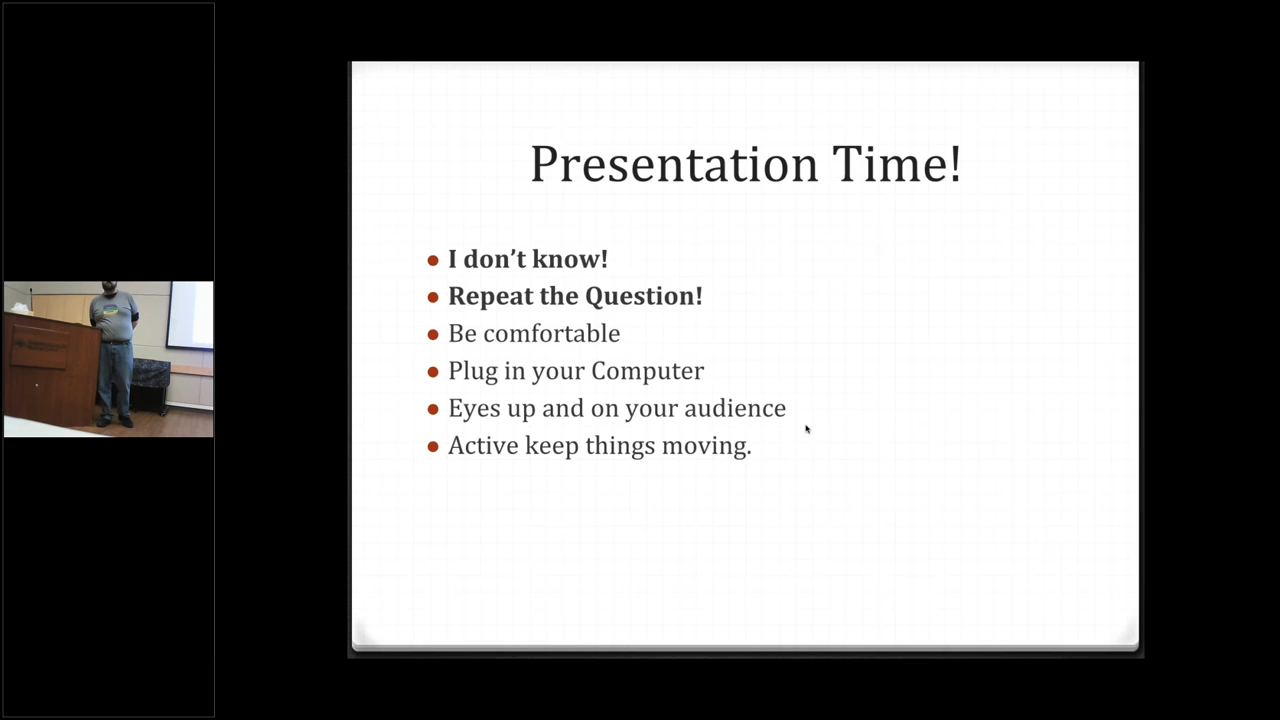 Presentation Time!
I don't know!
Repeat the Question!
Be comfortable
Plug in your Computer
Eyes up and on your audience
Active keep things moving.